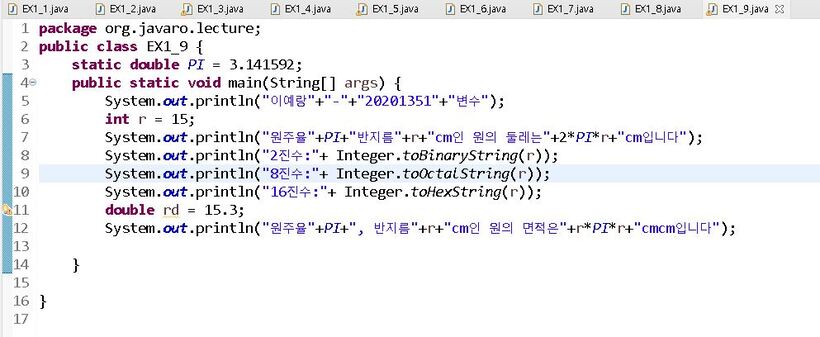 EX1_1.java EX1_2.java EX1_3.java EX1_4.java EX1_5.java EX1_6.java EX1_7.java EX1_8.java EX1_9.java
1 package org.javaro.lecture;
2 public class EX1_9 {
3 static double PI = 3.141592;
4 public static void main(String[] args) {
5 System.out.println("이예랑"+"-"+"20201351"+"변수");
6 int r = 15;
7 System.out.println("원주율"+PI+"반지름"+r+"cm인 원의 둘레는"+2*PI*r+"cm입니다");
8 System.out.println("2진수:"+ Integer.toBinaryString(r));
9 System.out.println("8진수:"+ Integer.toOctalString(r));
10 System.out.println("16진수:"+ Integer.toHexString(r));
11 double rd = 15.3;
12 System.out.println("원주율"+PI+", 반지름"+r+"cm인 원의 면적은"+r*PI*r+"cmcm입니다");
13
14 }
15
16 }
17